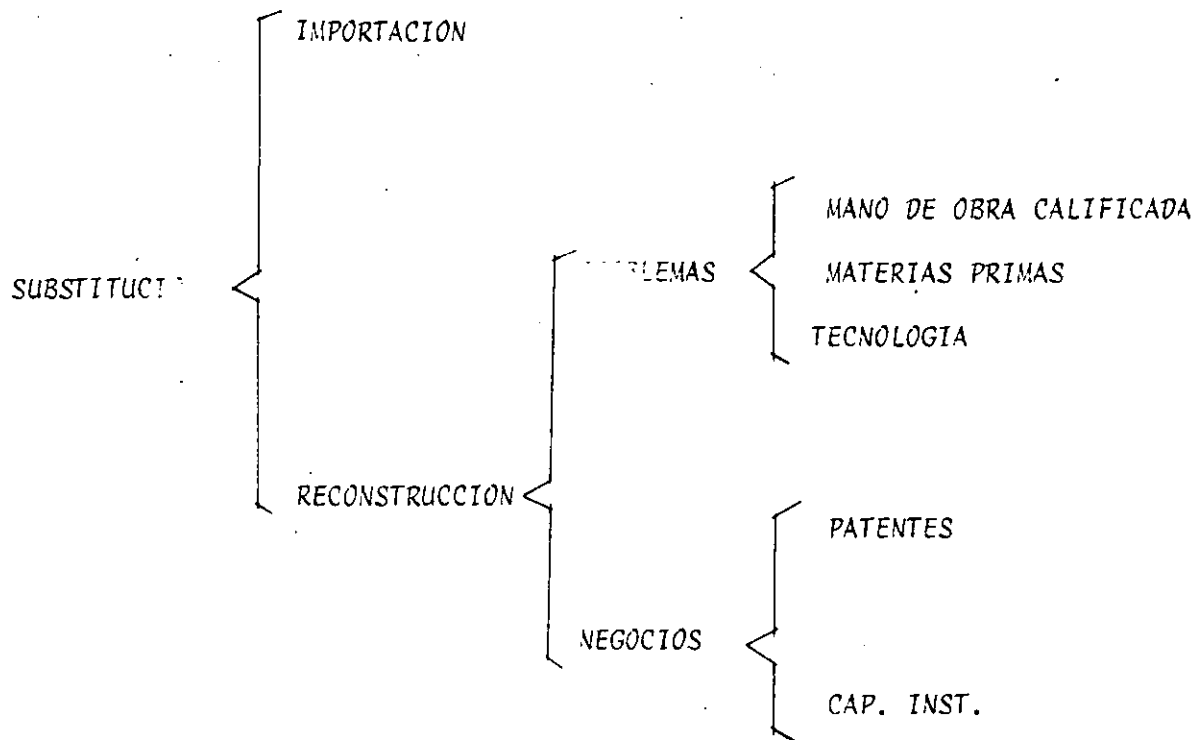 IMPORTACION
MANO DE OBRA CALIFICADA
MATERIAS PRIMAS
TECNOLOGIA
RECONSTRUCCION
PATENTES
NEGOCIOS
CAP. INST.